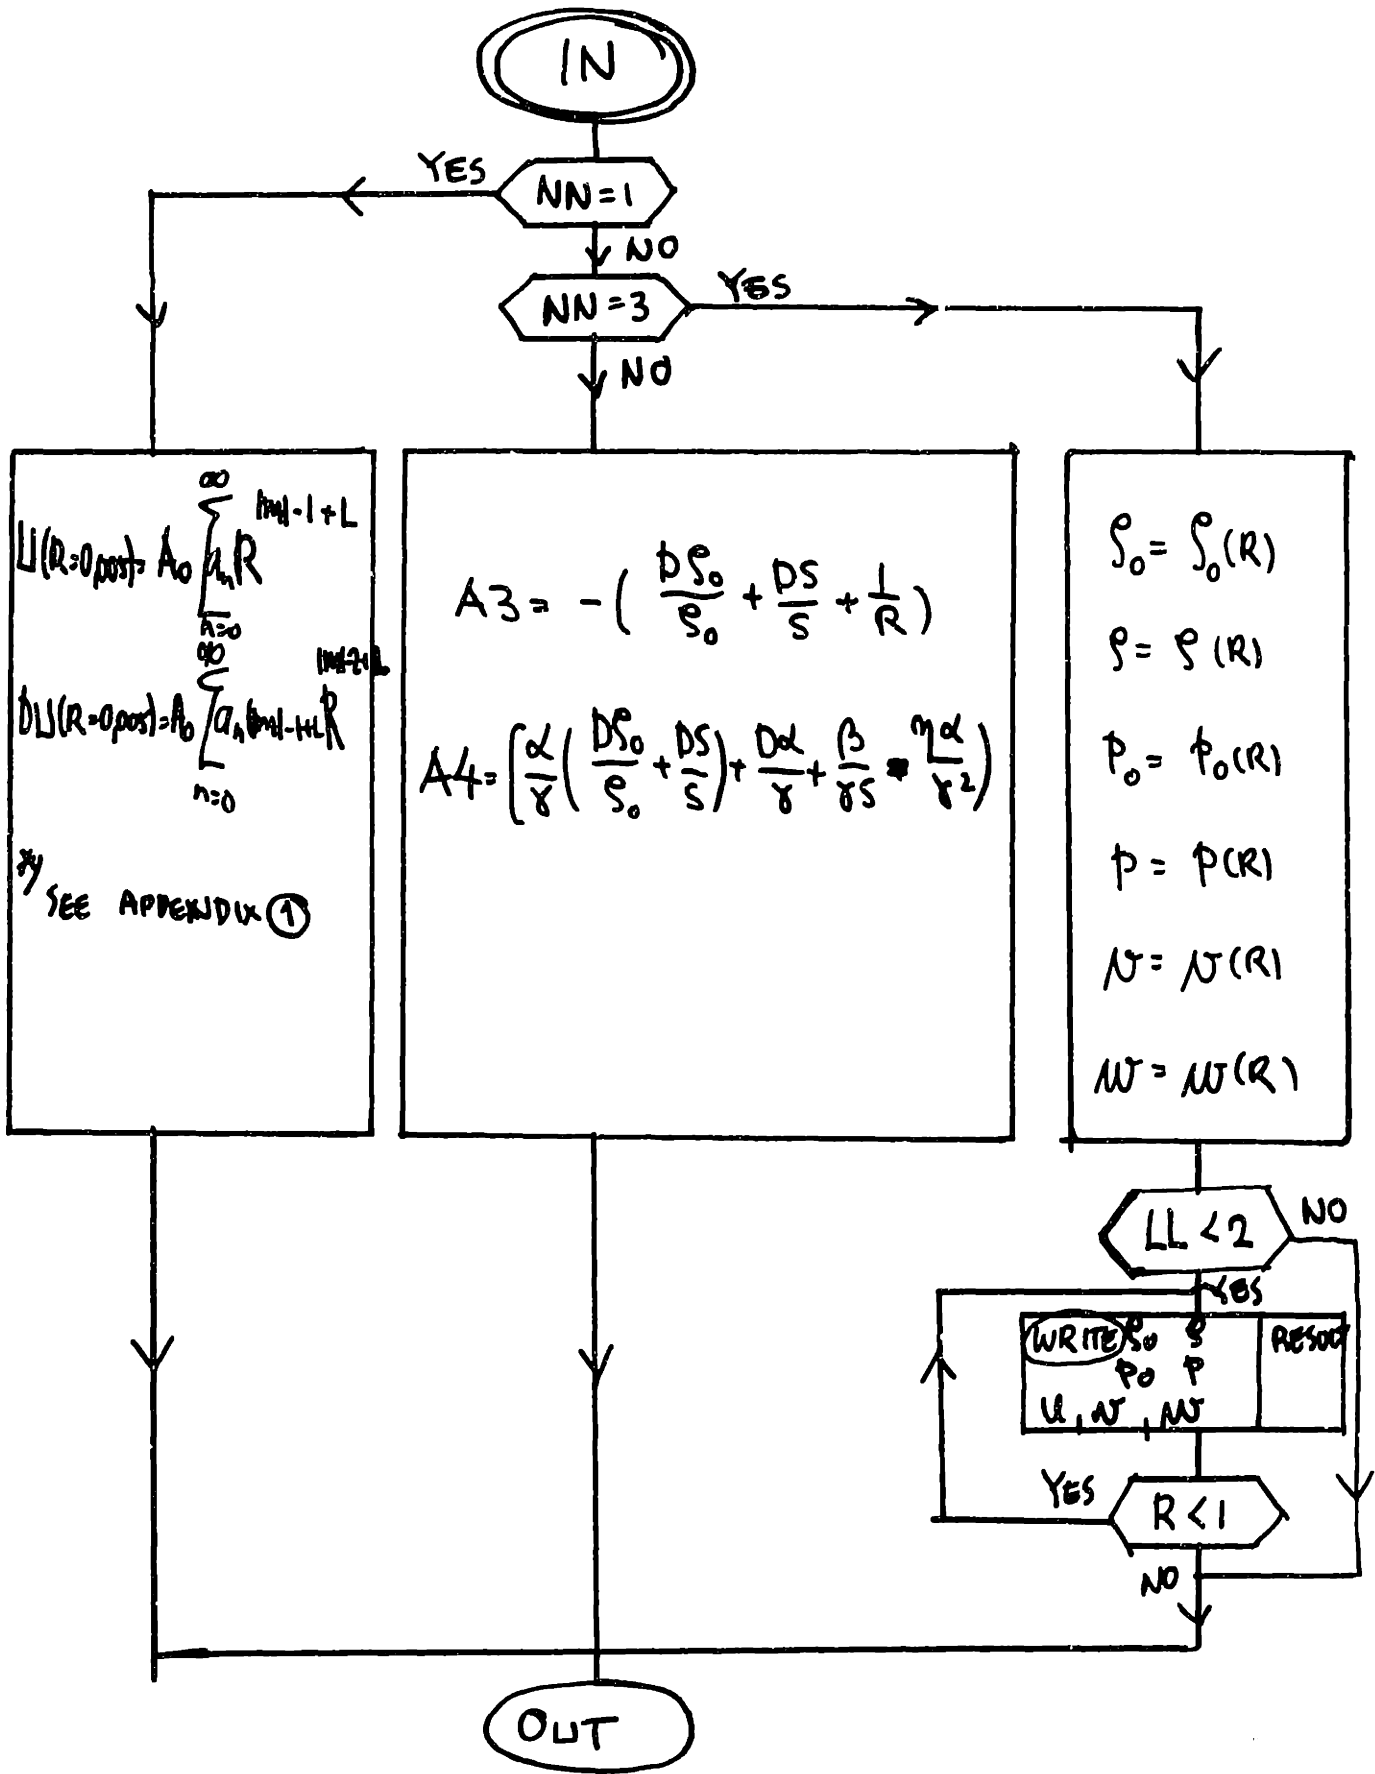 IN
YES
NN=1
NO
NN=3
YES
NO
U(R=0,pos)= A₀ ∑_{n=0}^{∞} aₙ R^{|m|-1+L}
DU(R=0,pos)=A₀ ∑_{n=0}^{∞} aₙ(|m|-1+L)R^{|m|-2+L}
*)
SEE APPENDIX ①
A3 = -( Dρ₀/ρ₀ + DS/S + 1/R )
A4=[α/γ( Dρ₀/ρ₀ + DS/S)+ Dα/γ + β/γS - ηα/γ²)
ρ₀= ρ₀(R)
ρ= ρ(R)
p₀= p₀(R)
p= p(R)
v= v(R)
w= w(R)
LL<2
NO
YES
WRITE ρ₀ ρ
p₀ p
u, v, w
YES
R<1
NO
OUT